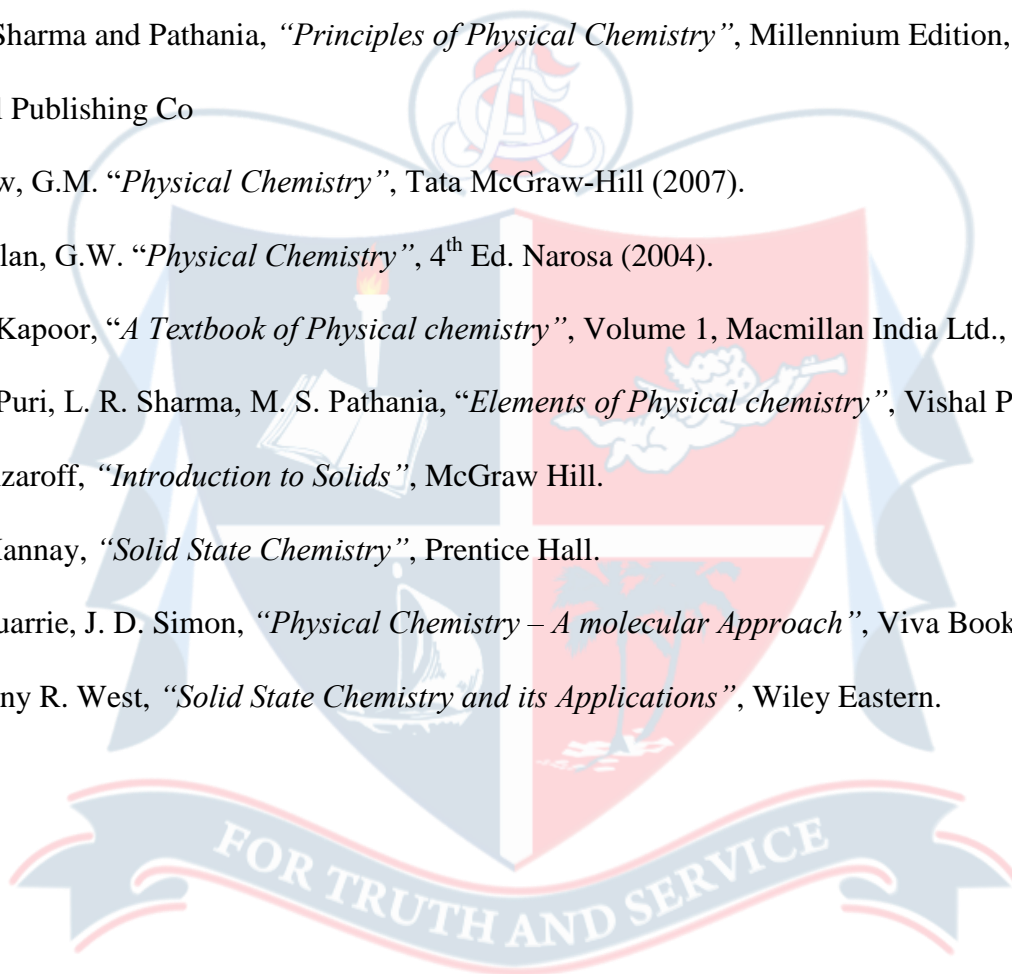 Sharma and Pathania, “Principles of Physical Chemistry”, Millennium Edition,
l Publishing Co
w, G.M. “Physical Chemistry”, Tata McGraw-Hill (2007).
lan, G.W. “Physical Chemistry”, 4th Ed. Narosa (2004).
Kapoor, “A Textbook of Physical chemistry”, Volume 1, Macmillan India Ltd.,
Puri, L. R. Sharma, M. S. Pathania, “Elements of Physical chemistry”, Vishal P
zaroff, “Introduction to Solids”, McGraw Hill.
annay, “Solid State Chemistry”, Prentice Hall.
uarrie, J. D. Simon, “Physical Chemistry – A molecular Approach”, Viva Book
ny R. West, “Solid State Chemistry and its Applications”, Wiley Eastern.
FOR TRUTH AND SERVICE